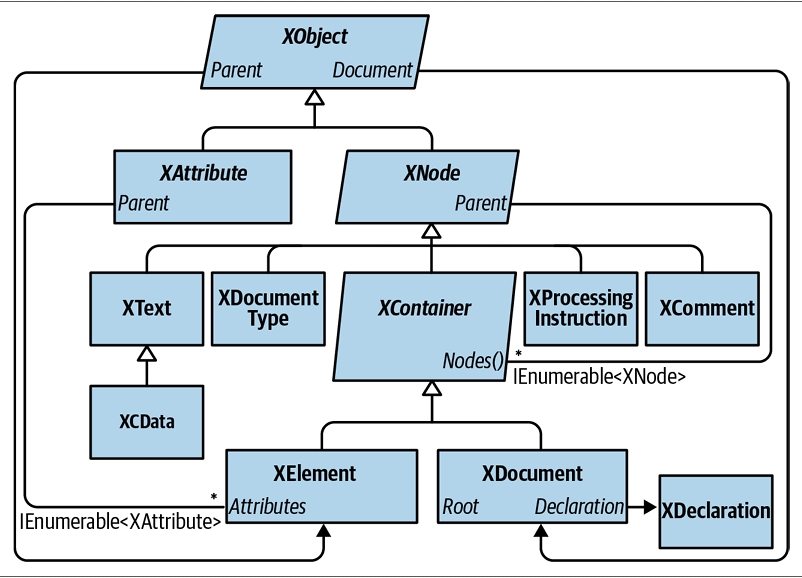 XObject
Parent
Document
XAttribute
Parent
XNode
Parent
XText
XDocument
Type
XContainer
Nodes()
XProcessing
Instruction
XComment
*
IEnumerable<XNode>
XCData
XElement
Attributes
*
IEnumerable<XAttribute>
XDocument
Root
Declaration
XDeclaration